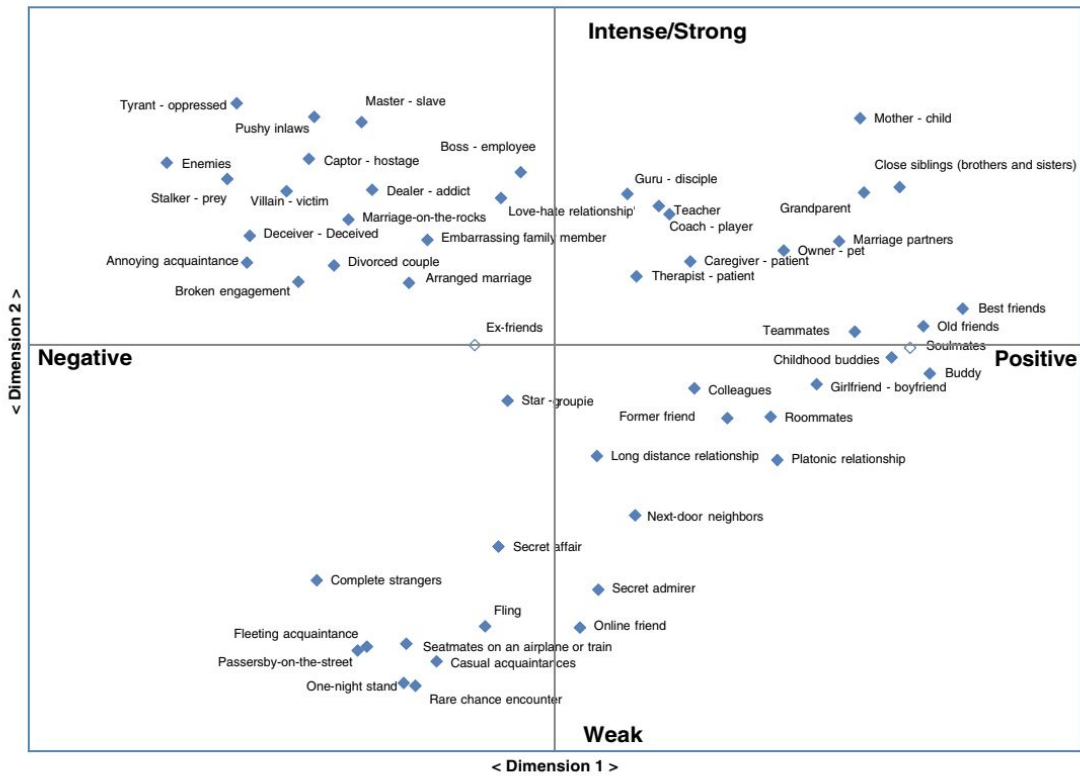 Intense/Strong
Tyrant - oppressed
Master - slave
Pushy inlaws
Mother - child
Boss - employee
Enemies
Captor - hostage
Close siblings (brothers and sisters)
Stalker - prey
Villain - victim
Dealer - addict
Guru - disciple
Love-hate relationship'
Teacher
Grandparent
Marriage-on-the-rocks
Coach - player
Deceiver - Deceived
Embarrassing family member
Marriage partners
Owner - pet
Annoying acquaintance
Divorced couple
Caregiver - patient
Broken engagement
Arranged marriage
Therapist - patient
Best friends
Ex-friends
Teammates
Old friends
Soulmates
Negative
Childhood buddies
Positive
Buddy
Colleagues
Girlfriend - boyfriend
Star - groupie
Former friend
Roommates
Long distance relationship
Platonic relationship
Next-door neighbors
Secret affair
Complete strangers
Secret admirer
Fling
Online friend
Fleeting acquaintance
Seatmates on an airplane or train
Passersby-on-the-street
Casual acquaintances
One-night stand
Rare chance encounter
Weak
< Dimension 1 >
< Dimension 2 >